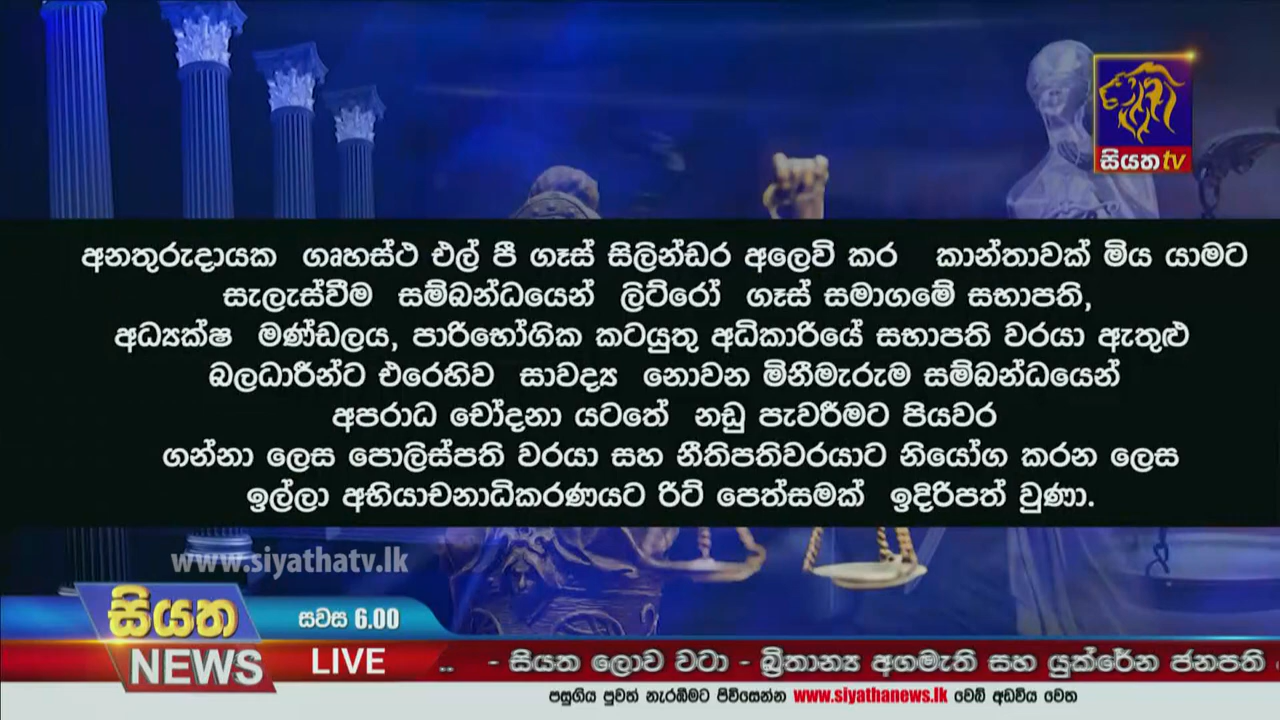 සියත tv
අනතුරුදායක ගෘහස්ථ එල් පී ගෑස් සිලින්ඩර අලෙවි කර කාන්තාවක් මිය යාමට
සැලැස්වීම සම්බන්ධයෙන් ලිට්රෝ ගෑස් සමාගමේ සභාපති,
අධ්‍යක්ෂ මණ්ඩලය, පාරිභෝගික කටයුතු අධිකාරියේ සභාපති වරයා ඇතුළු
බලධාරීන්ට එරෙහිව සාවද්‍ය නොවන මිනීමැරුම සම්බන්ධයෙන්
අපරාධ චෝදනා යටතේ නඩු පැවරීමට පියවර
ගන්නා ලෙස පොලිස්පති වරයා සහ නීතිපතිවරයාට නියෝග කරන ලෙස
ඉල්ලා අභියාචනාධිකරණයට රිට් පෙත්සමක් ඉදිරිපත් වුණා.
www.siyathatv.lk
සියත සවස 6.00
NEWS LIVE .. - සියත ලොව වටා - බ්‍රිතාන්‍ය අගමැති සහ යුක්රේන ජනපති
පසුගිය පුවත් නැරඹීමට පිවිසෙන්න www.siyathanews.lk වෙබ් අඩවිය වෙත